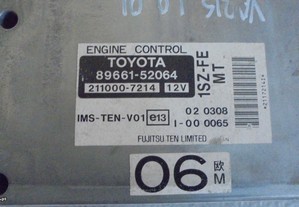 ENGINE CONTROL
TOYOTA
89661-52064
211000-7214 12V
1SZ-FE
MT
IMS-TEN-V01 e13
02 0308
I-00 0065
FUJITSU TEN LIMITED
06 欧
M